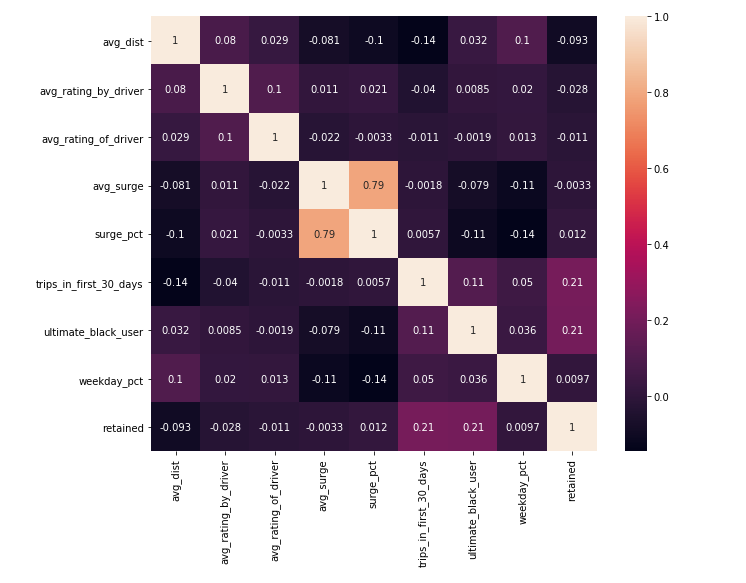 avg_dist 1 0.08 0.029 -0.081 -0.1 -0.14 0.032 0.1 -0.093
avg_rating_by_driver 0.08 1 0.1 0.011 0.021 -0.04 0.0085 0.02 -0.028
avg_rating_of_driver 0.029 0.1 1 -0.022 -0.0033 -0.011 -0.0019 0.013 -0.011
avg_surge -0.081 0.011 -0.022 1 0.79 -0.0018 -0.079 -0.11 -0.0033
surge_pct -0.1 0.021 -0.0033 0.79 1 0.0057 -0.11 -0.14 0.012
trips_in_first_30_days -0.14 -0.04 -0.011 -0.0018 0.0057 1 0.11 0.05 0.21
ultimate_black_user 0.032 0.0085 -0.0019 -0.079 -0.11 0.11 1 0.036 0.21
weekday_pct 0.1 0.02 0.013 -0.11 -0.14 0.05 0.036 1 0.0097
retained -0.093 -0.028 -0.011 -0.0033 0.012 0.21 0.21 0.0097 1
avg_dist
avg_rating_by_driver
avg_rating_of_driver
avg_surge
surge_pct
trips_in_first_30_days
ultimate_black_user
weekday_pct
retained
1.0
0.8
0.6
0.4
0.2
0.0